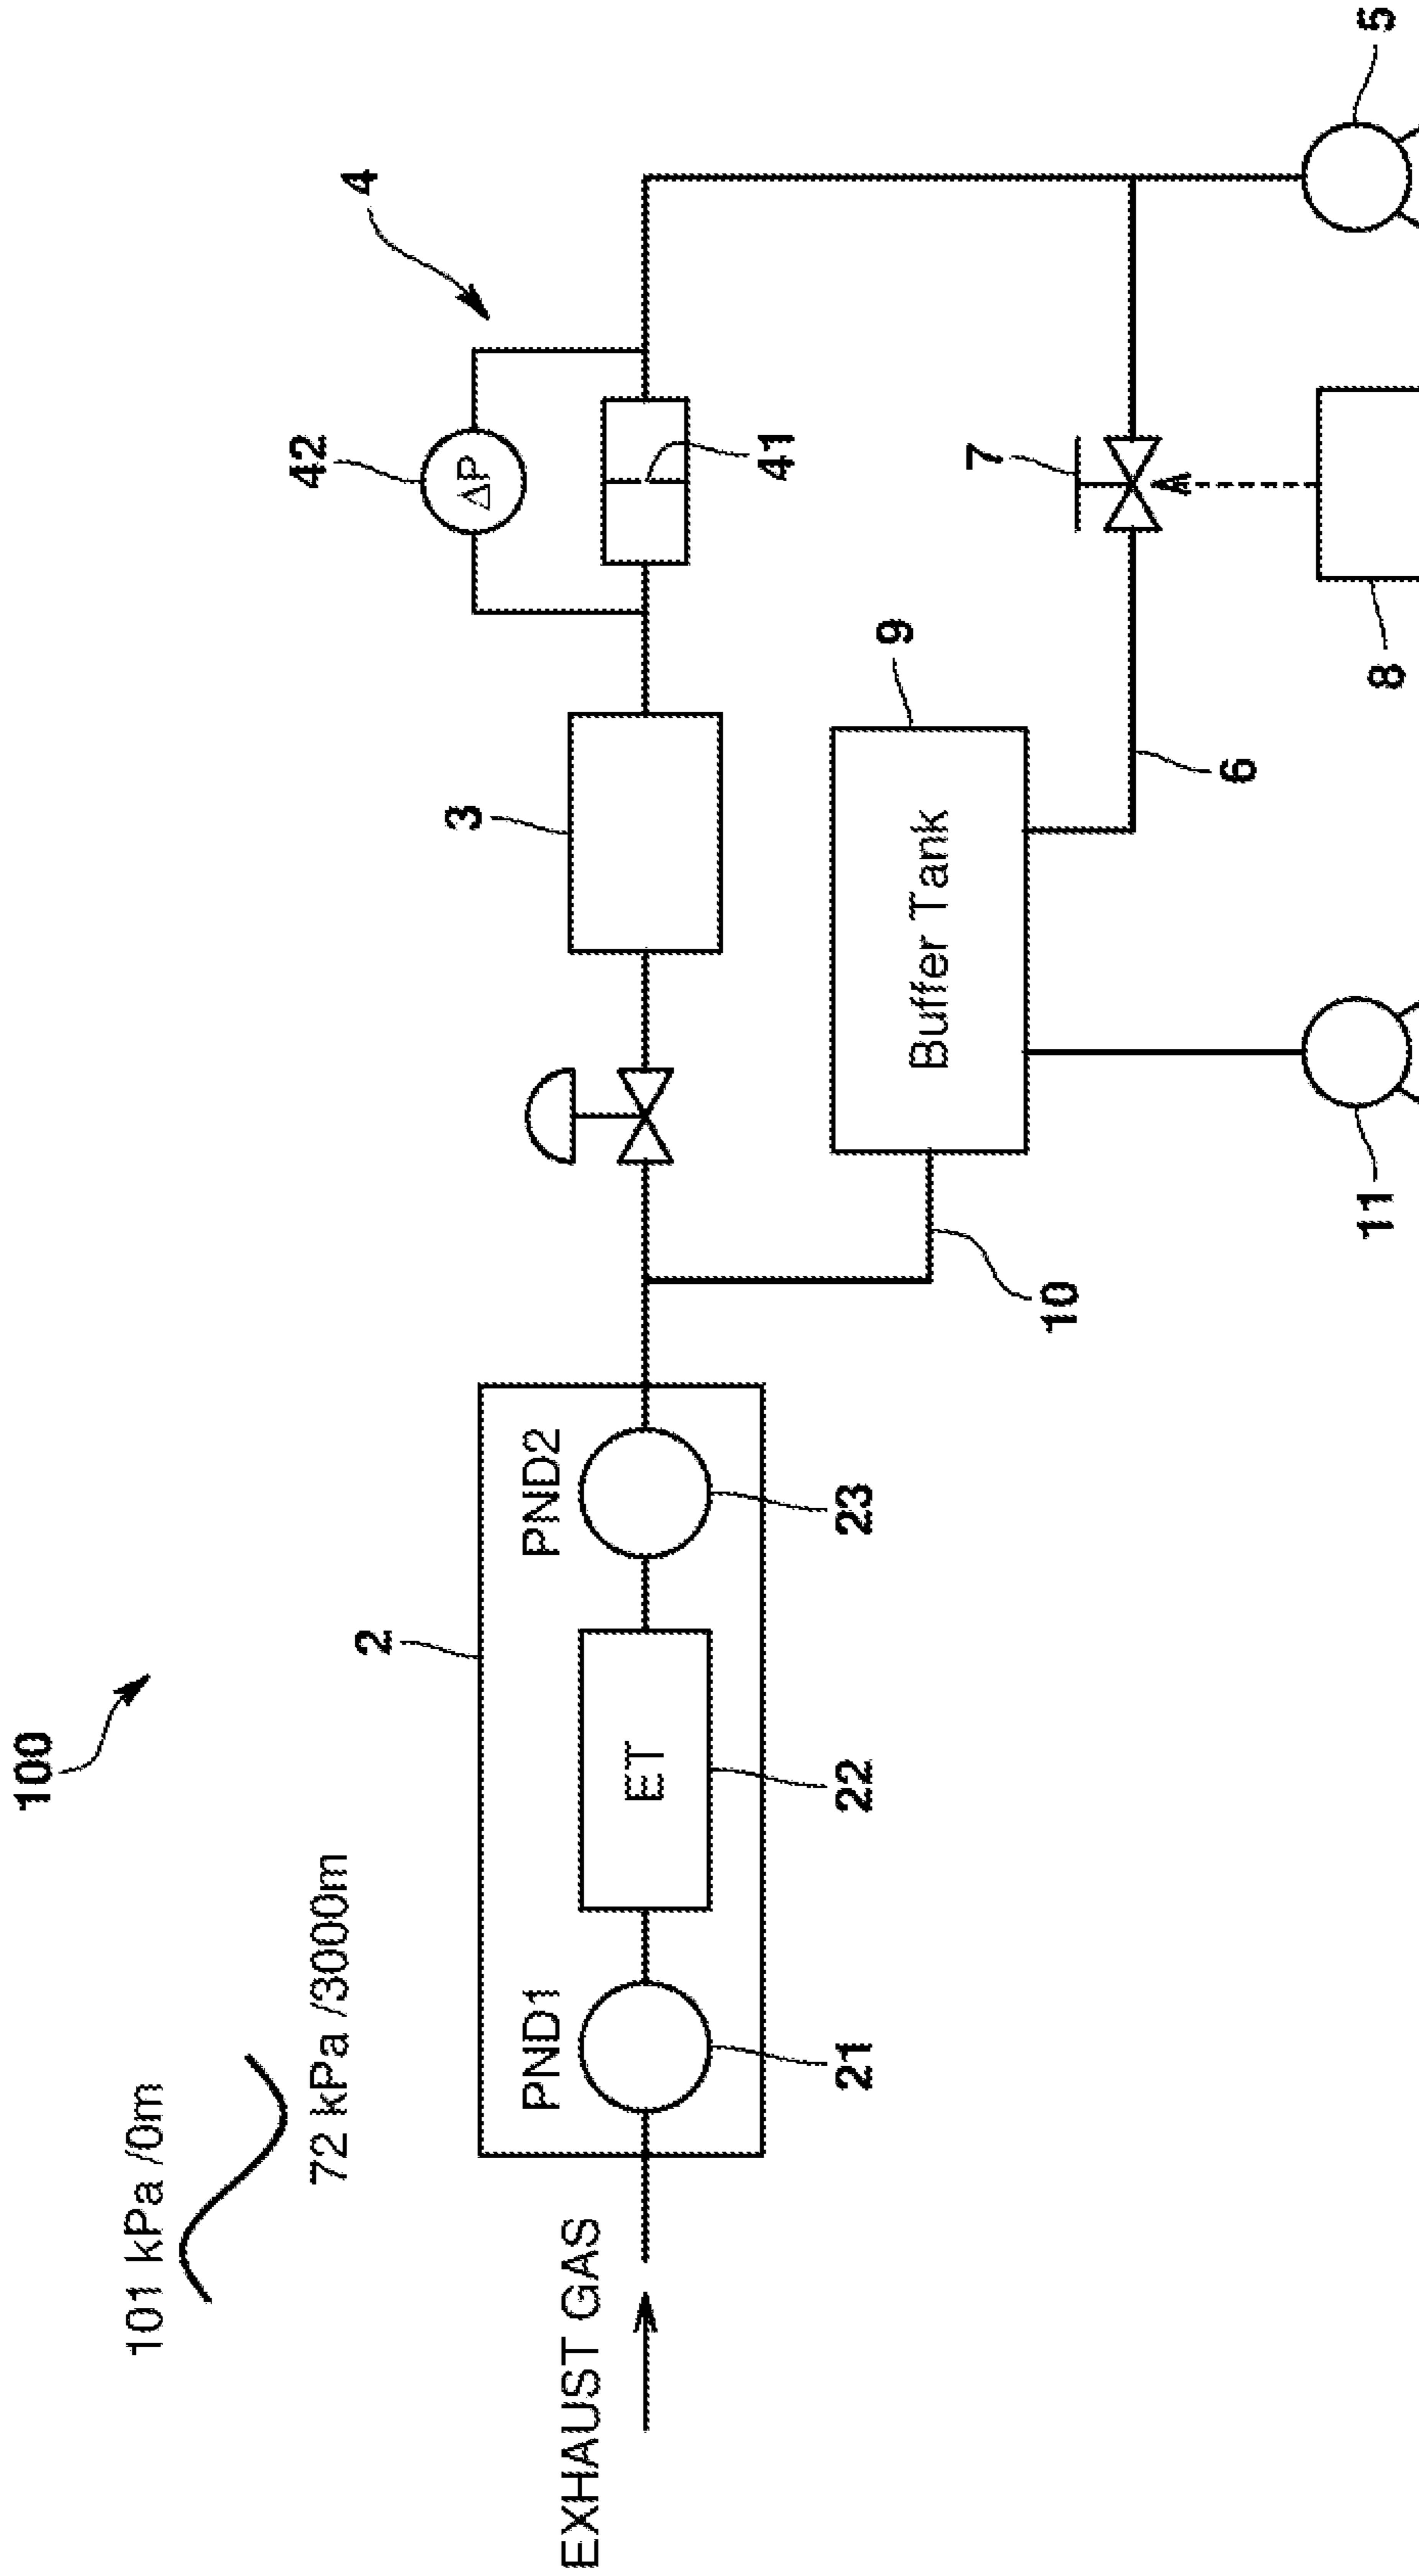 100
101 kPa /0m
72 kPa /3000m
EXHAUST GAS
2
PND1
21
ET
22
PND2
23
3
4
42
ΔP
41
10
Buffer Tank
9
7
6
5
8
11